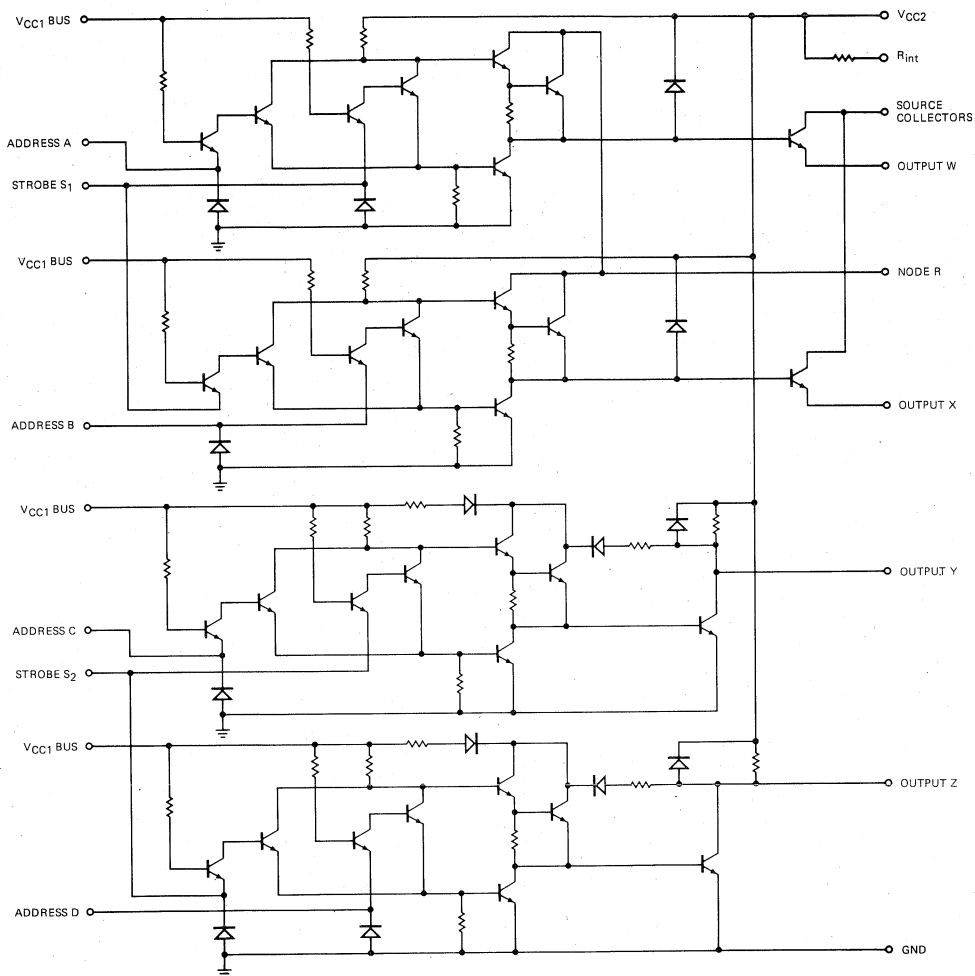 VCC1 BUS
VCC2
Rint
SOURCE
COLLECTORS
ADDRESS A
OUTPUT W
STROBE S1
VCC1 BUS
NODE R
OUTPUT X
ADDRESS B
VCC1 BUS
OUTPUT Y
ADDRESS C
STROBE S2
VCC1 BUS
OUTPUT Z
ADDRESS D
GND